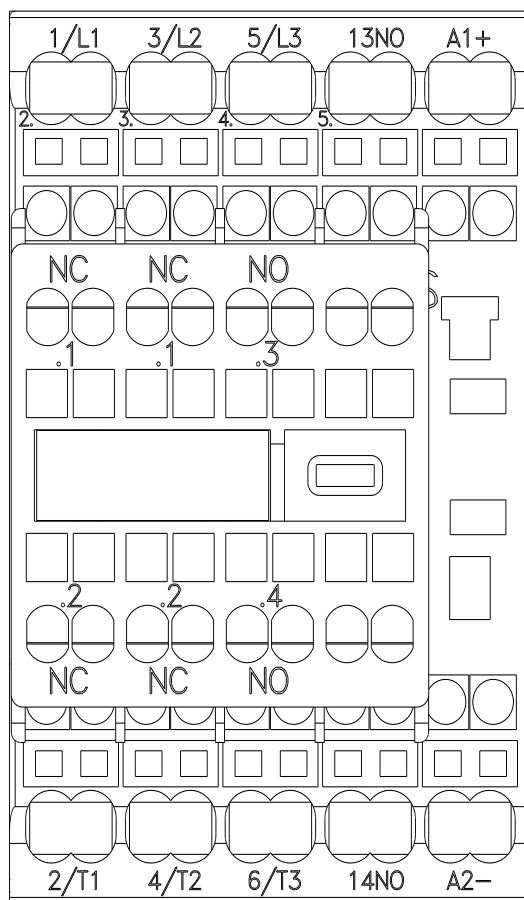 1/L1 3/L2 5/L3 13NO A1+
2. 3. 4. 5.
NC NC NO
.1 .1 .3
.2 .2 .4
NC NC NO
2/T1 4/T2 6/T3 14NO A2-